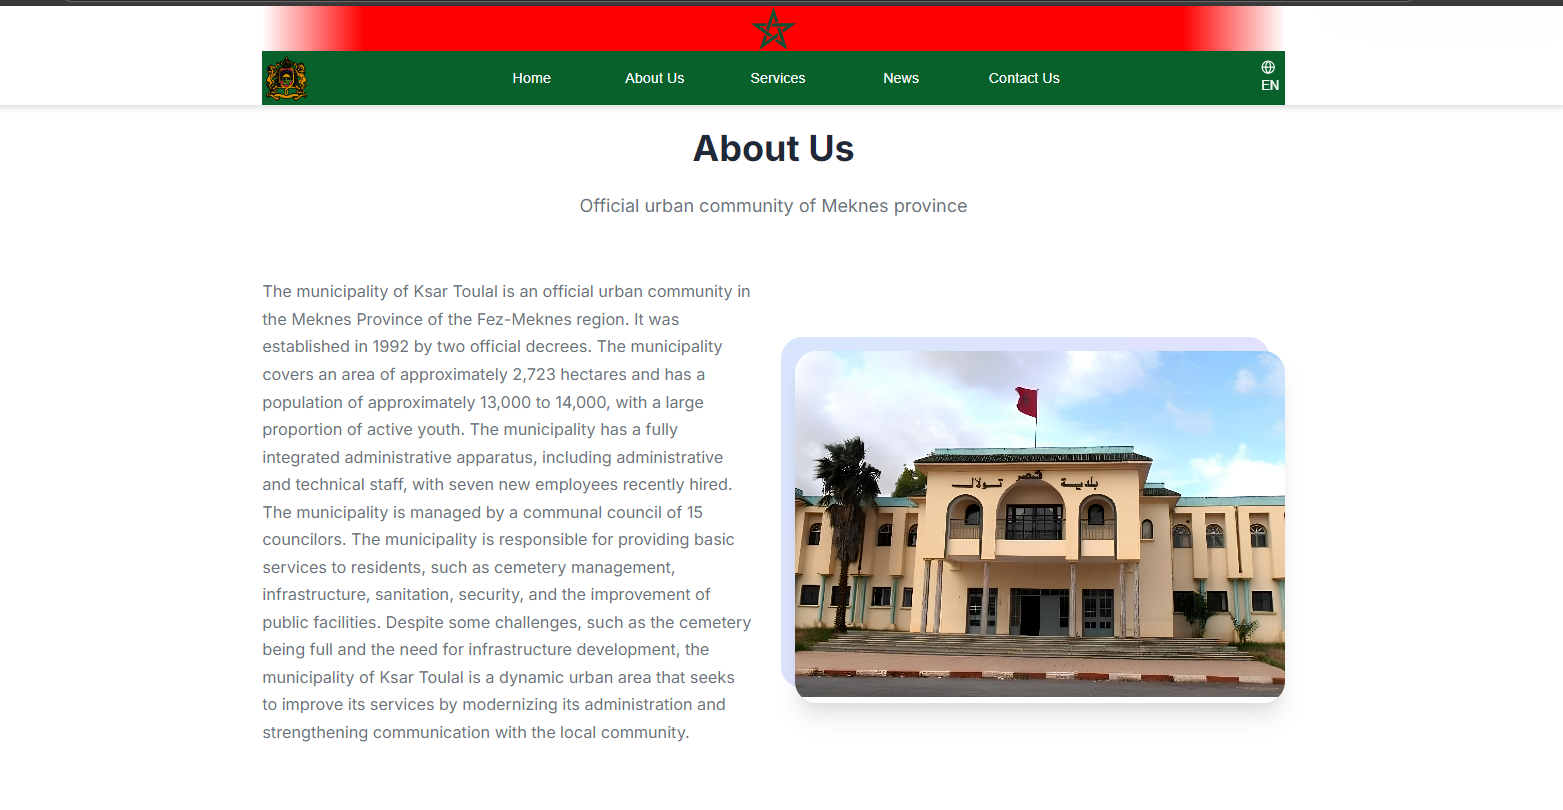 Home
About Us
Services
News
Contact Us
EN
About Us
Official urban community of Meknes province
The municipality of Ksar Toulal is an official urban community in
the Meknes Province of the Fez-Meknes region. It was
established in 1992 by two official decrees. The municipality
covers an area of approximately 2,723 hectares and has a
population of approximately 13,000 to 14,000, with a large
proportion of active youth. The municipality has a fully
integrated administrative apparatus, including administrative
and technical staff, with seven new employees recently hired.
The municipality is managed by a communal council of 15
councilors. The municipality is responsible for providing basic
services to residents, such as cemetery management,
infrastructure, sanitation, security, and the improvement of
public facilities. Despite some challenges, such as the cemetery
being full and the need for infrastructure development, the
municipality of Ksar Toulal is a dynamic urban area that seeks
to improve its services by modernizing its administration and
strengthening communication with the local community.
بلدية قصر تولال